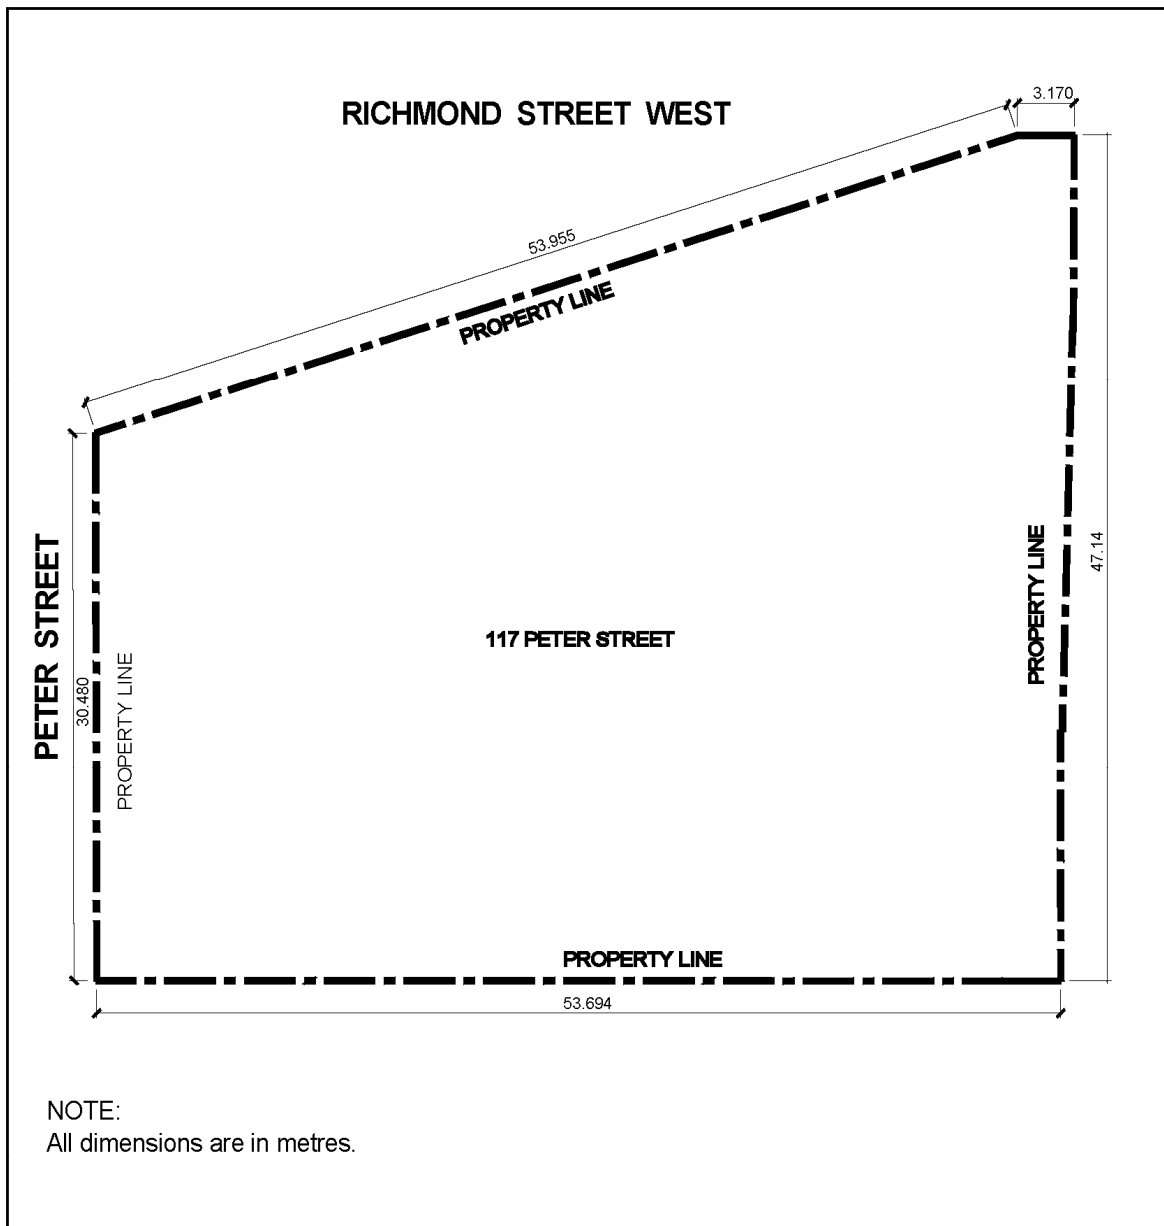 3.170
RICHMOND STREET WEST
53.955
PROPERTY LINE
PETER STREET
30.480
PROPERTY LINE
117 PETER STREET
PROPERTY LINE
47.14
PROPERTY LINE
53.694
NOTE:
All dimensions are in metres.